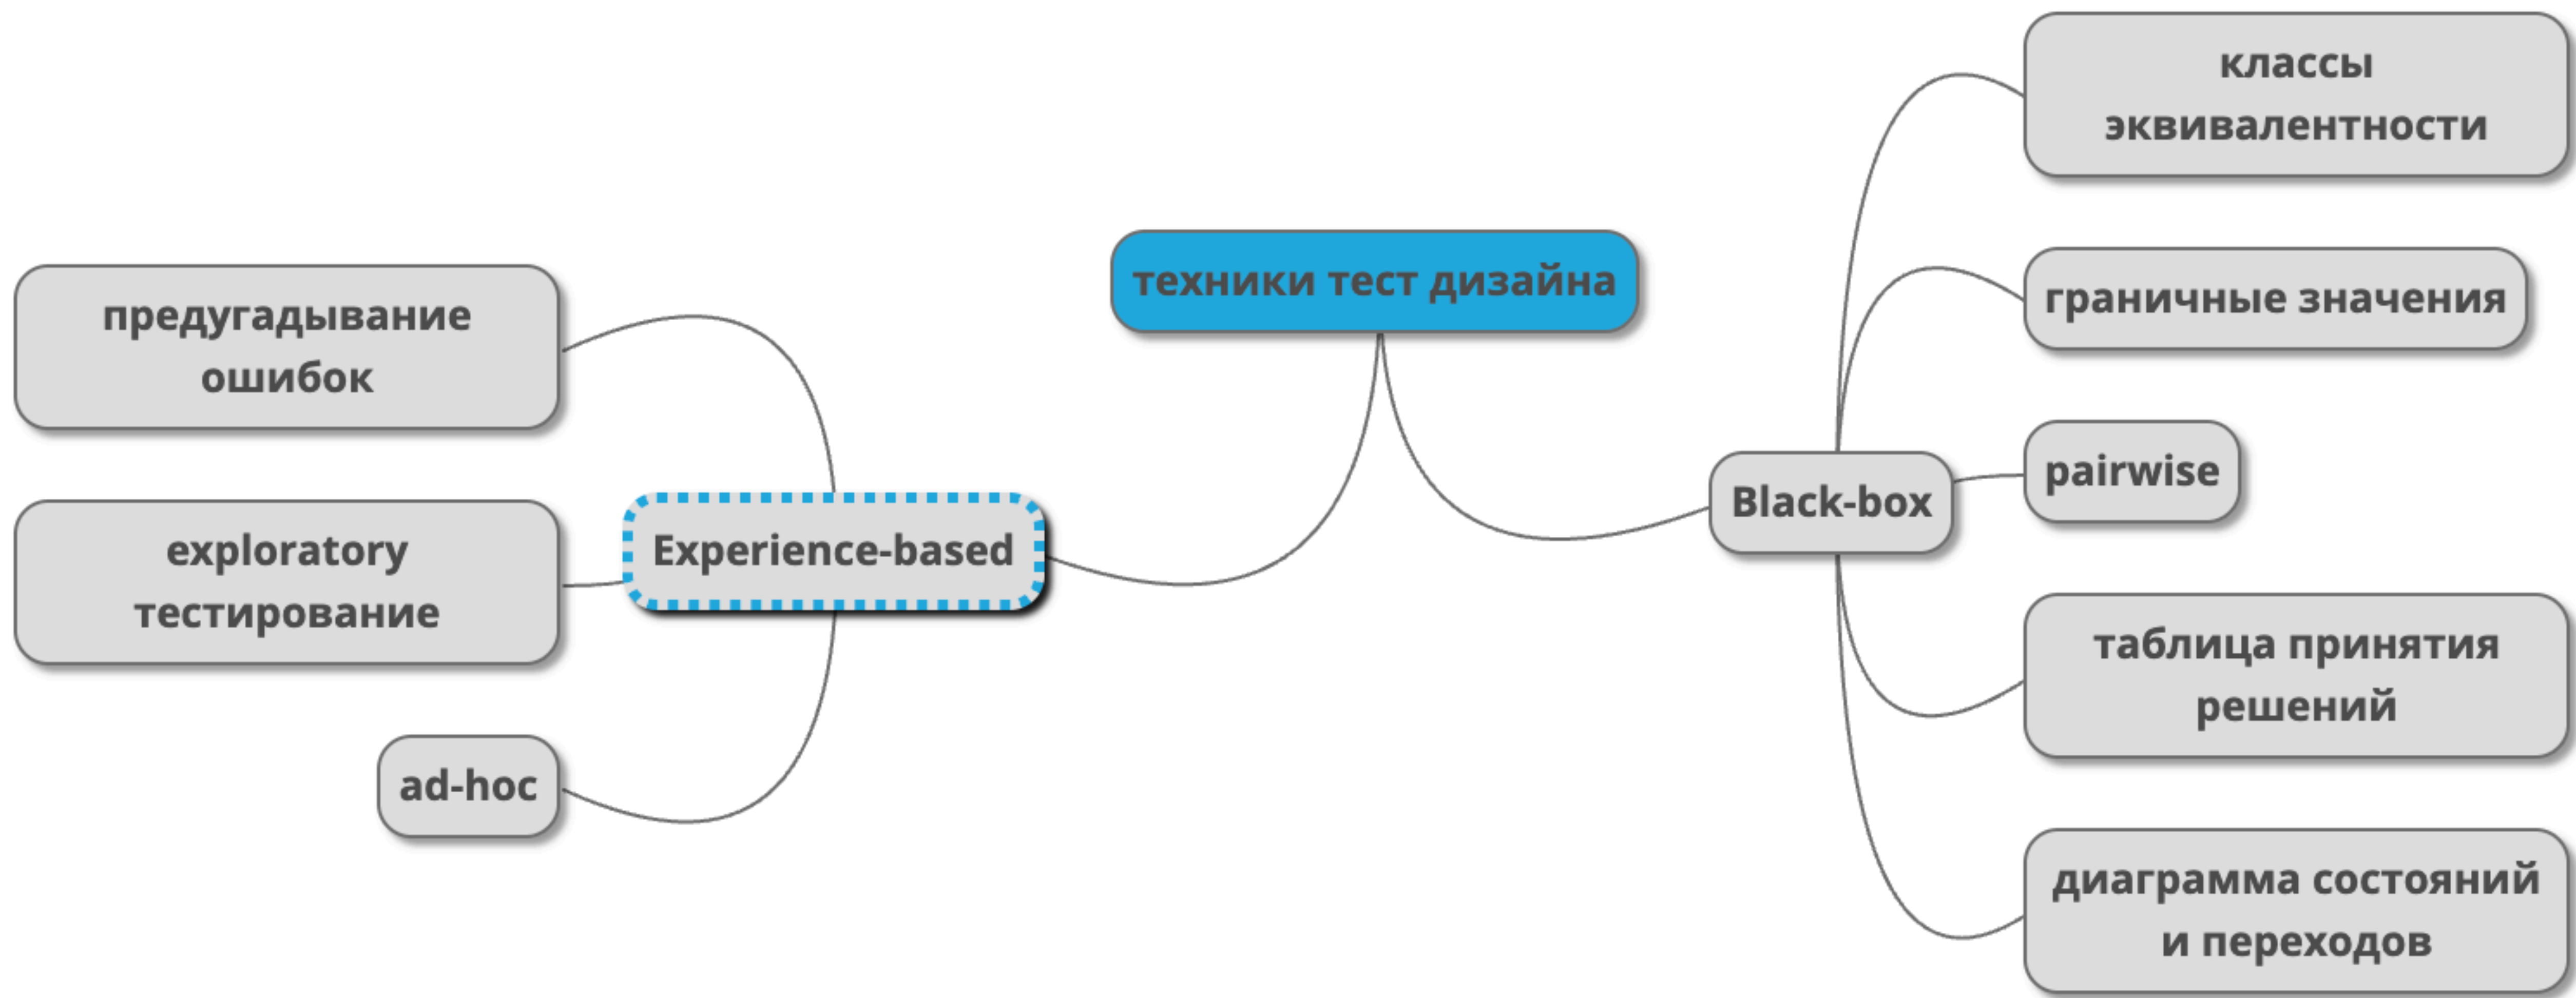 техники тест дизайна
предугадывание
ошибок
exploratory
тестирование
ad-hoc
Experience-based
Black-box
классы
эквивалентности
граничные значения
pairwise
таблица принятия
решений
диаграмма состояний
и переходов